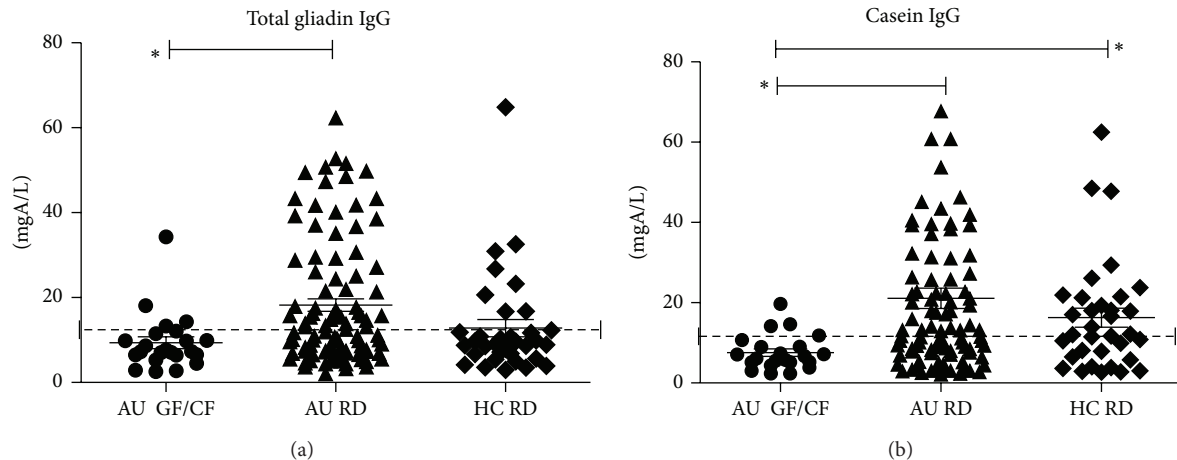 Total gliadin IgG
80
60
40
20
0
(mgA/L)
*
AU GF/CF
AU RD
HC RD
(a)
Casein IgG
80
60
40
20
0
(mgA/L)
*
*
AU GF/CF
AU RD
HC RD
(b)